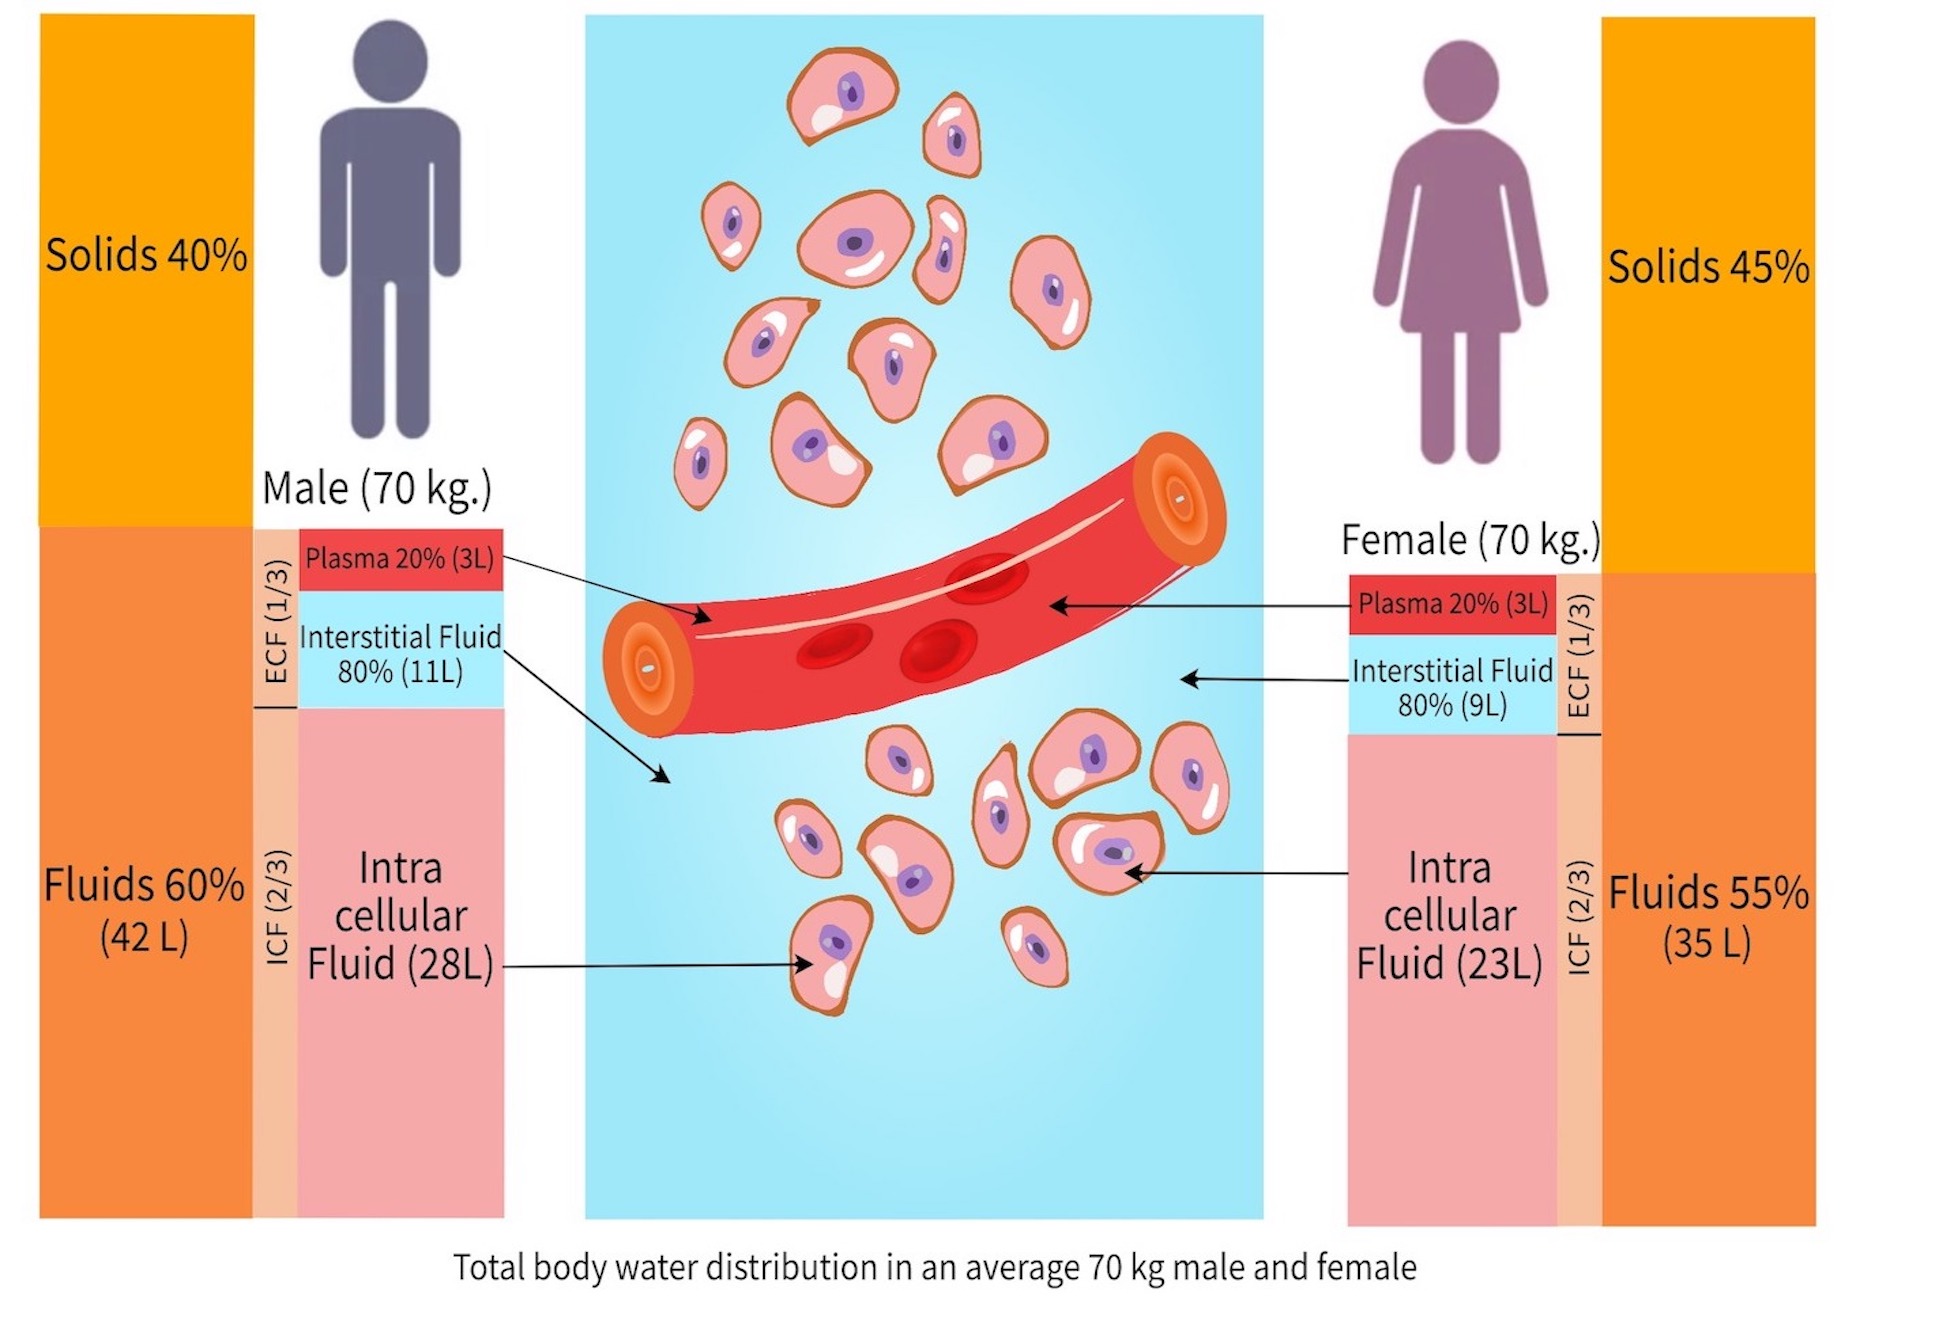 Solids 40%
Male (70 kg.)
Fluids 60%
(42 L)
ECF (1/3)
ICF (2/3)
Plasma 20% (3L)
Interstitial Fluid
80% (11L)
Intra
cellular
Fluid (28L)
Female (70 kg.)
Plasma 20% (3L)
Interstitial Fluid
80% (9L)
Intra
cellular
Fluid (23L)
ECF (1/3)
ICF (2/3)
Solids 45%
Fluids 55%
(35 L)
Total body water distribution in an average 70 kg male and female